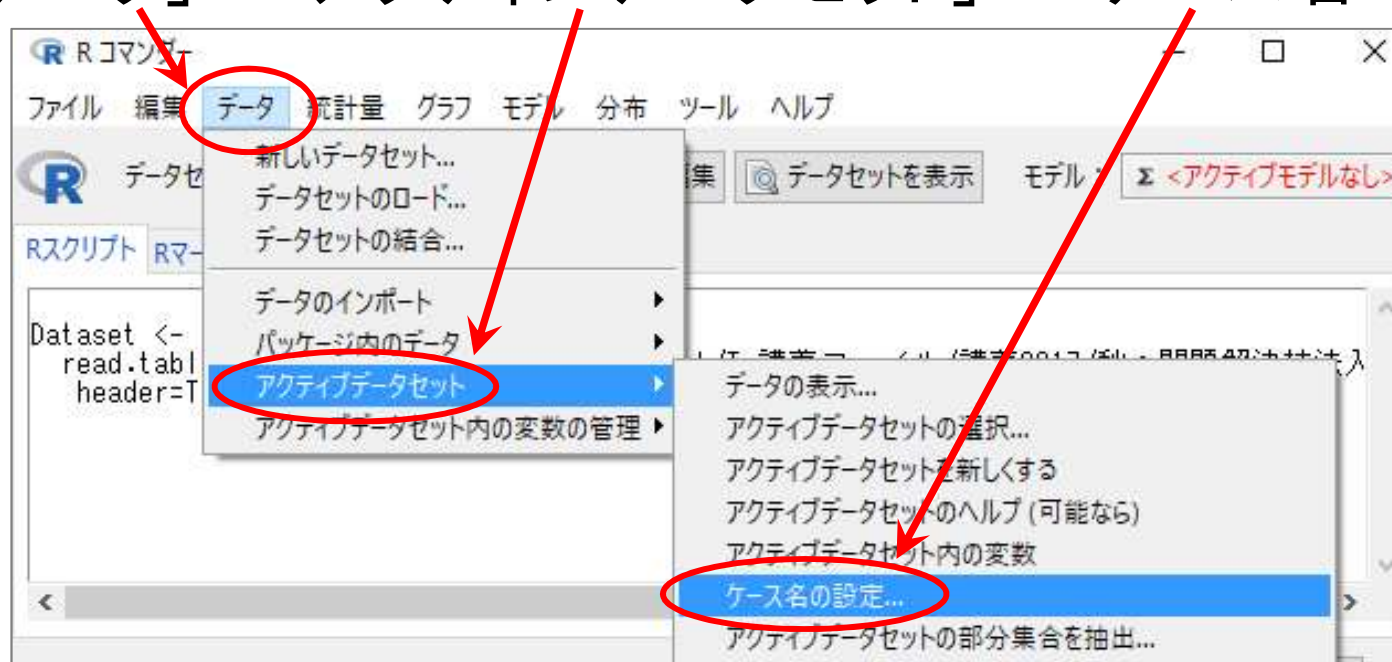 R コマンダー
ファイル 編集 データ 統計量 グラフ モデル 分布 ツール ヘルプ
データセ
新しいデータセット...
データセットのロード...
データセットの結合...
データのインポート
パッケージ内のデータ
アクティブデータセット
アクティブデータセット内の変数の管理
集 データセットを表示 モデル： Σ <アクティブモデルなし>
Rスクリプト Rマー
Dataset <-
read.tabl
header=T
データの表示...
アクティブデータセットの選択...
アクティブデータセットを新しくする
アクティブデータセットのヘルプ (可能なら)
アクティブデータセット内の変数
ケース名の設定...
アクティブデータセットの部分集合を抽出...